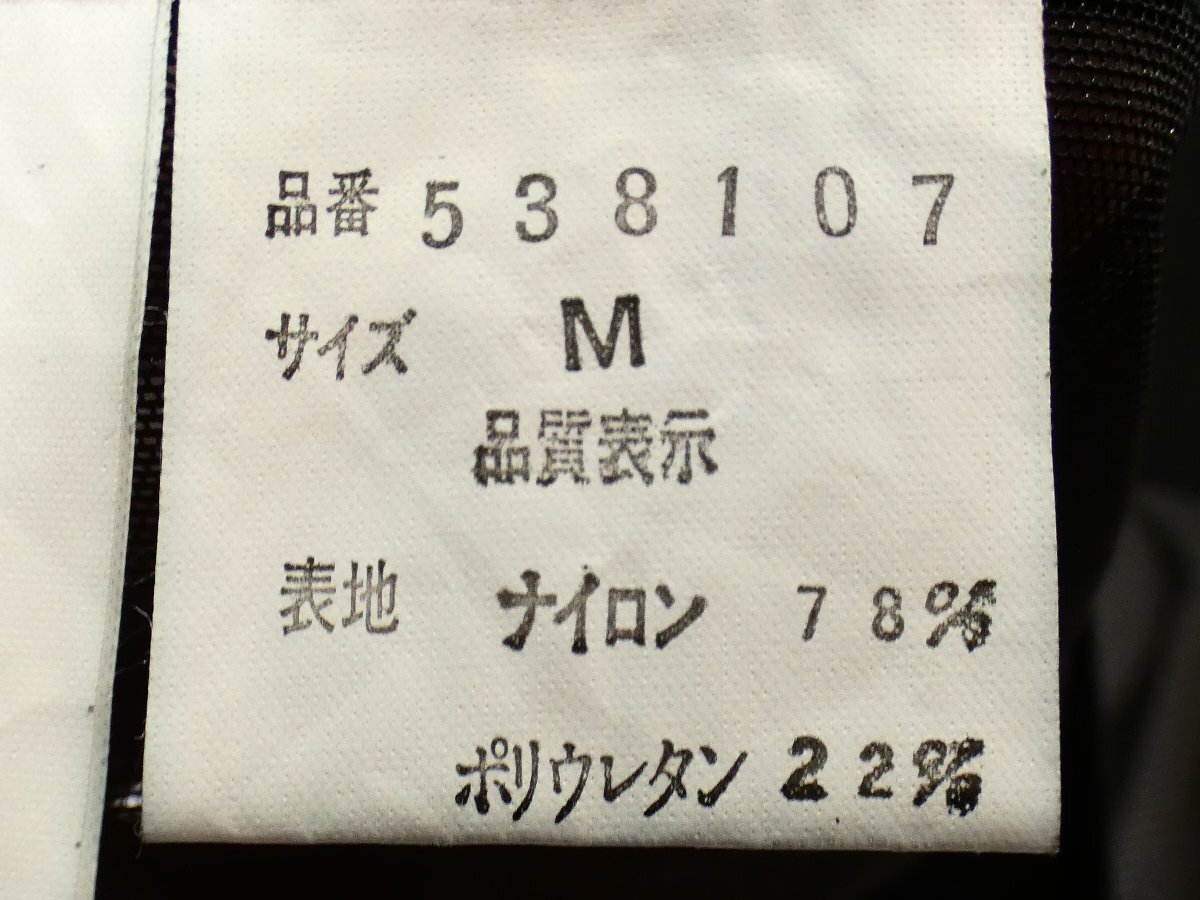 品番 538107
サイズ M
品質表示
表地 ナイロン 78%
ポリウレタン 22%